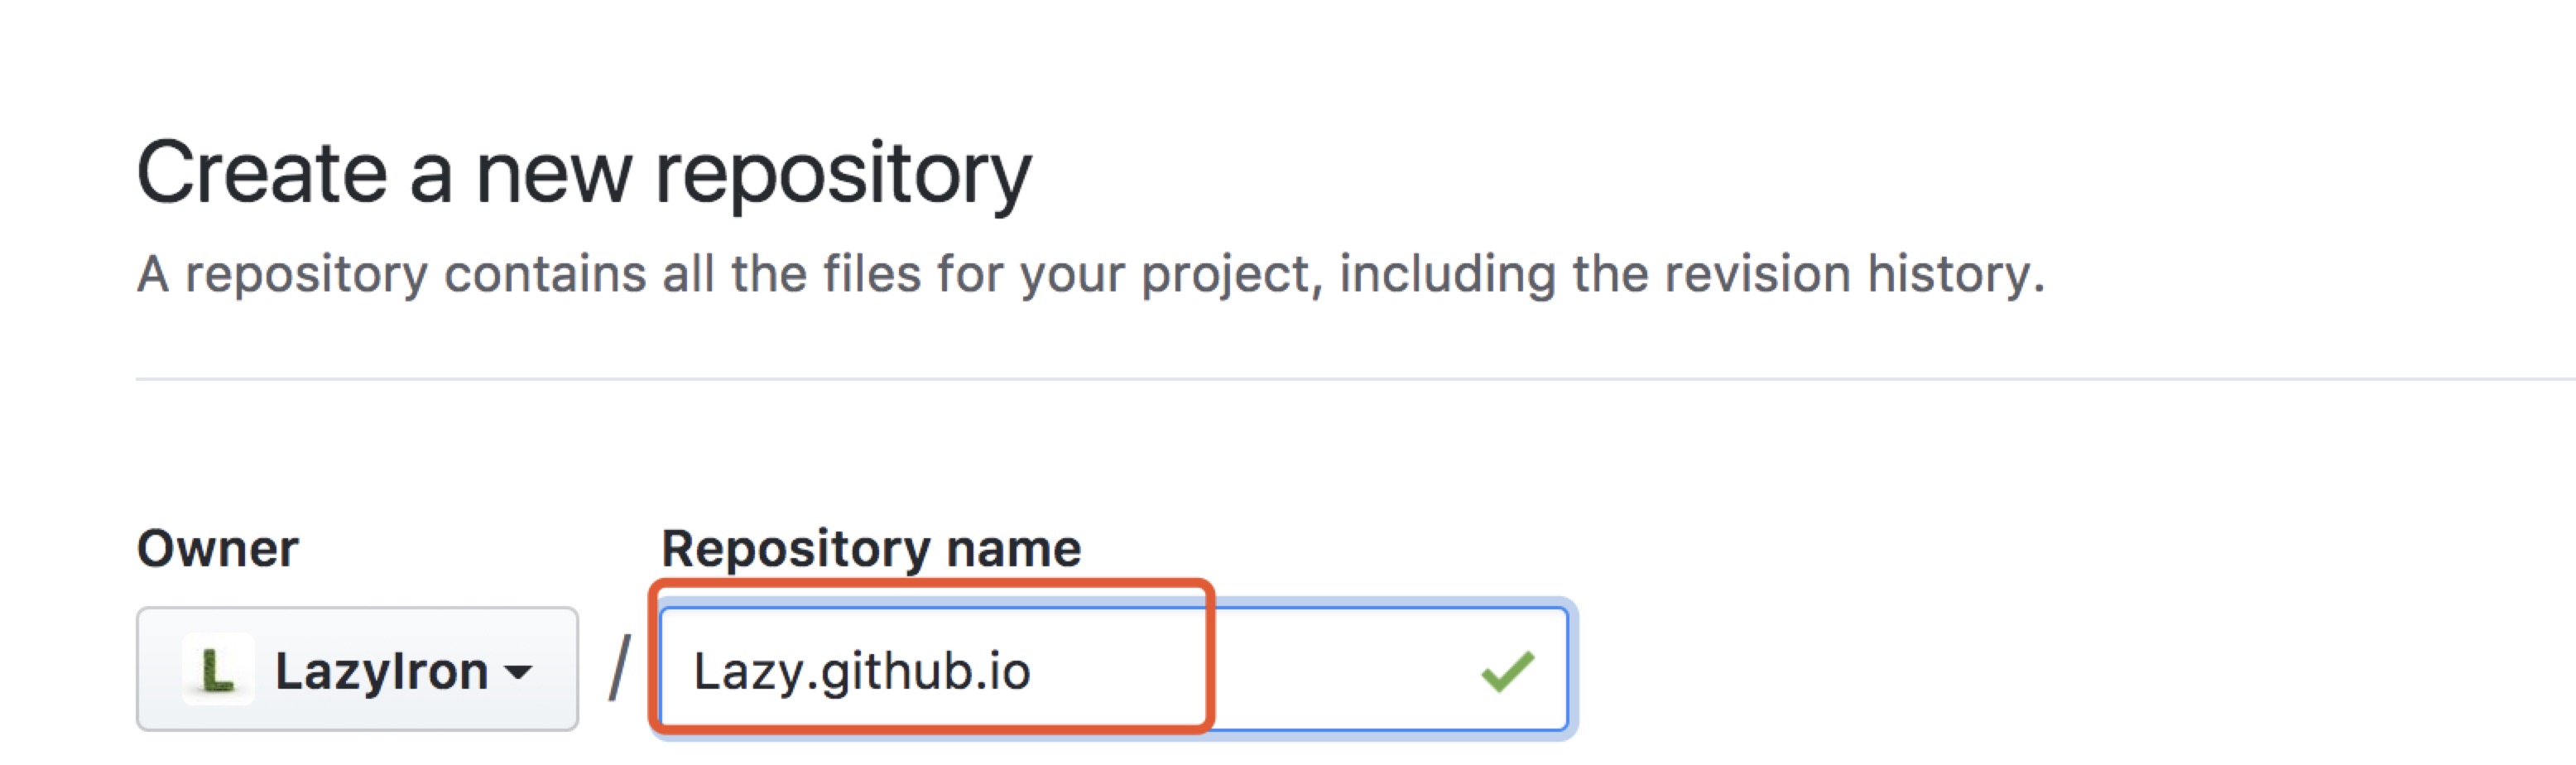 Create a new repository
A repository contains all the files for your project, including the revision history.
Owner
Repository name
L LazyIron / Lazy.github.io